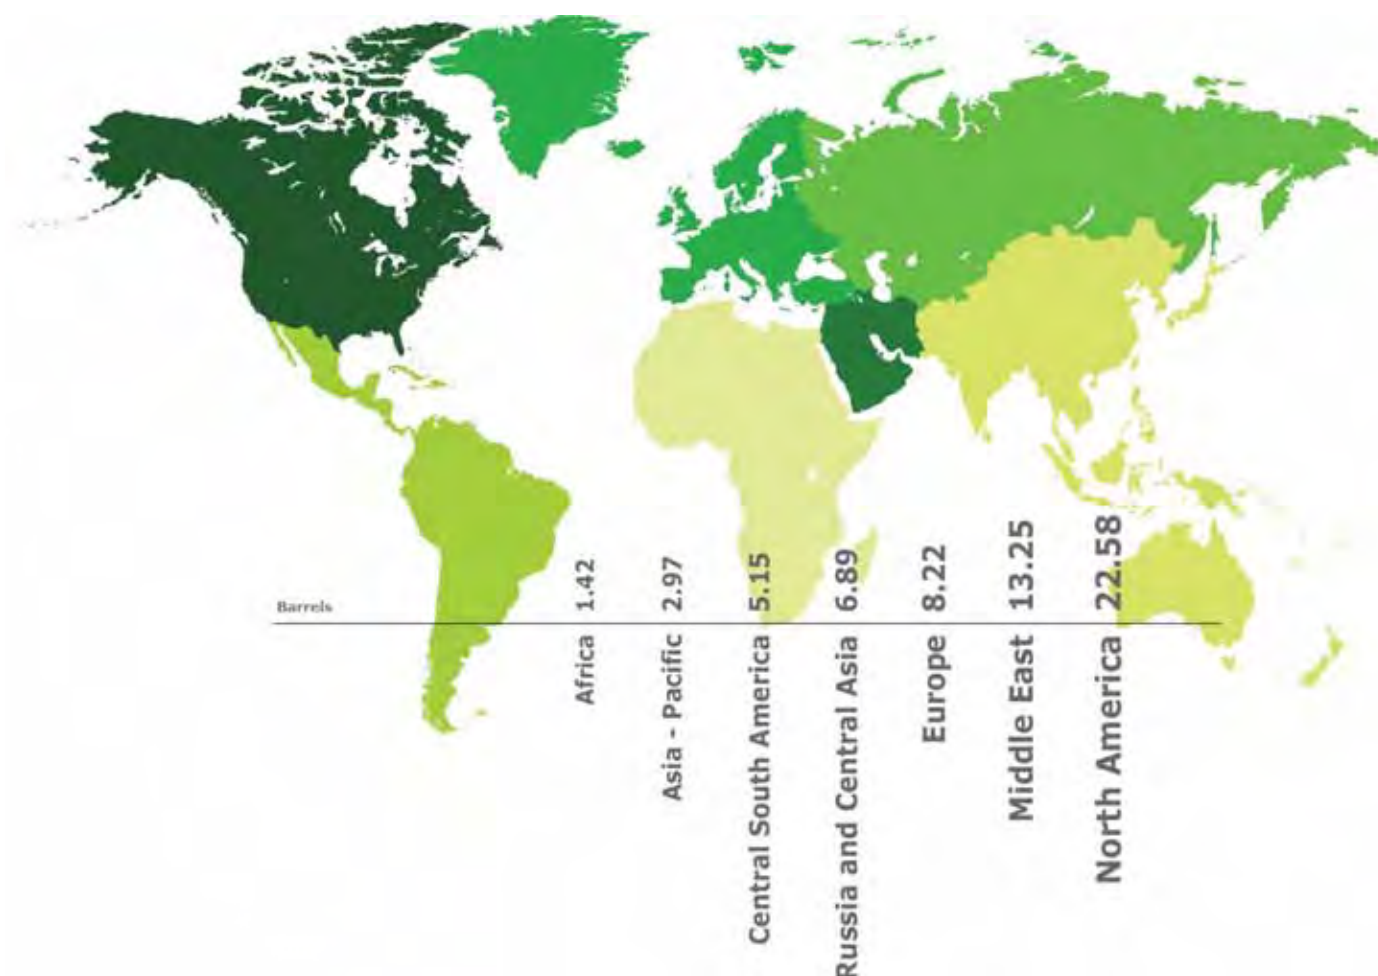 Barrels
Africa 1.42
Asia - Pacific 2.97
Central South America 5.15
Russia and Central Asia 6.89
Europe 8.22
Middle East 13.25
North America 22.58